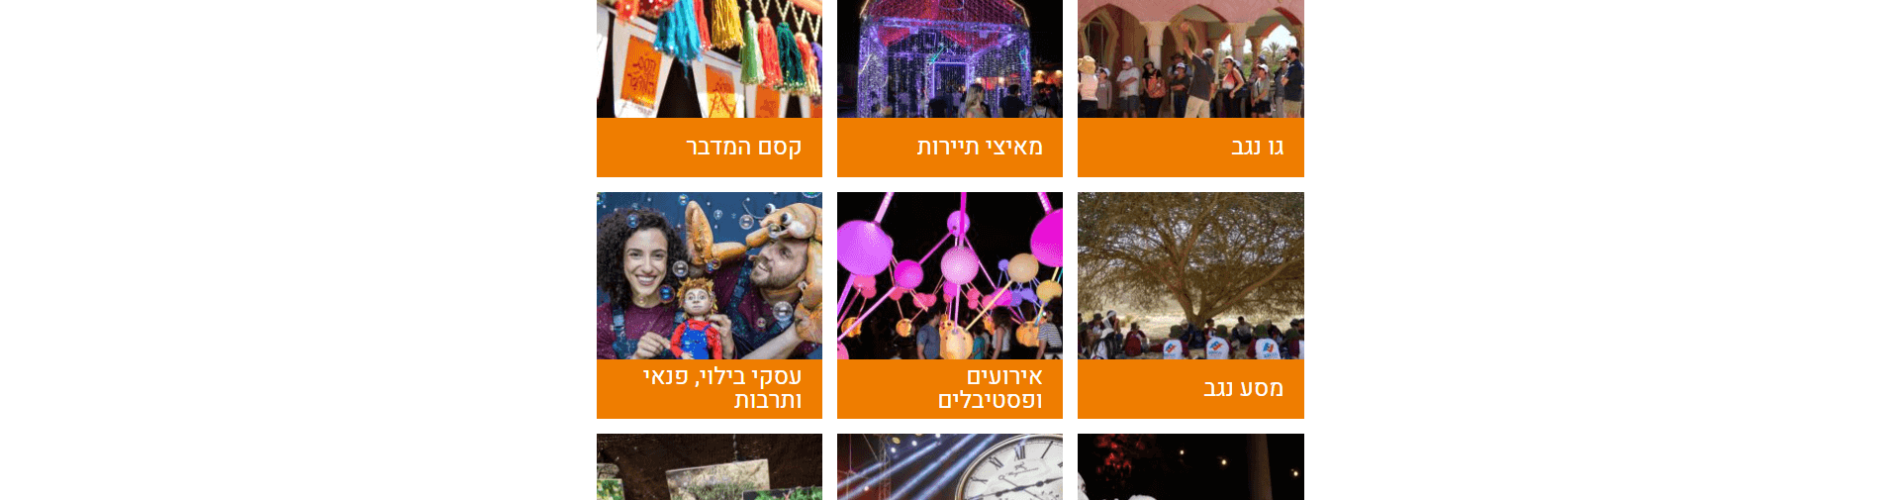 גו נגב
מאיצי תיירות
קסם המדבר
מסע נגב
אירועים
ופסטיבלים
עסקי בילוי, פנאי
ותרבות